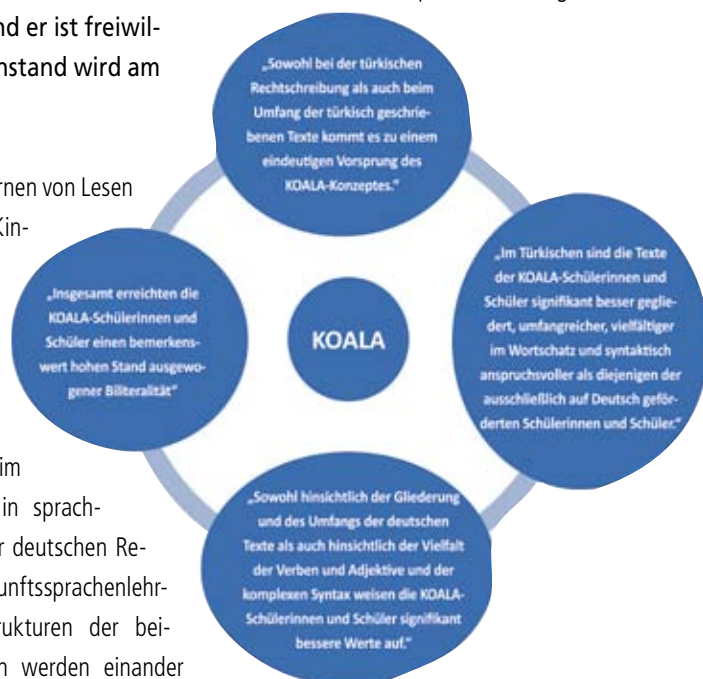 nd er ist freiwil-
nstand wird am
rnen von Lesen
Kin-
im
in sprach-
r deutschen Re-
unftssprachenlehr-
rukturen der bei-
n werden einander
„Sowohl bei der türkischen
Rechtschreibung als auch beim
Umfang der türkisch geschrie-
benen Texte kommt es zu einem
eindeutigen Vorsprung des
KOALA-Konzeptes.“
„Insgesamt erreichten die
KOALA-Schülerinnen und
Schüler einen bemerkens-
wert hohen Stand ausgewo-
gener Biliteralität“
KOALA
„Im Türkischen sind die Texte
der KOALA-Schülerinnen und
Schüler signifikant besser geglie-
dert, umfangreicher, vielfältiger
im Wortschatz und syntaktisch
anspruchsvoller als diejenigen der
ausschließlich auf Deutsch geför-
derten Schülerinnen und Schüler.“
„Sowohl hinsichtlich der Gliederung
und des Umfangs der deutschen
Texte als auch hinsichtlich der Vielfalt
der Verben und Adjektive und der
komplexen Syntax weisen die KOALA-
Schülerinnen und Schüler signifikant
bessere Werte auf.“